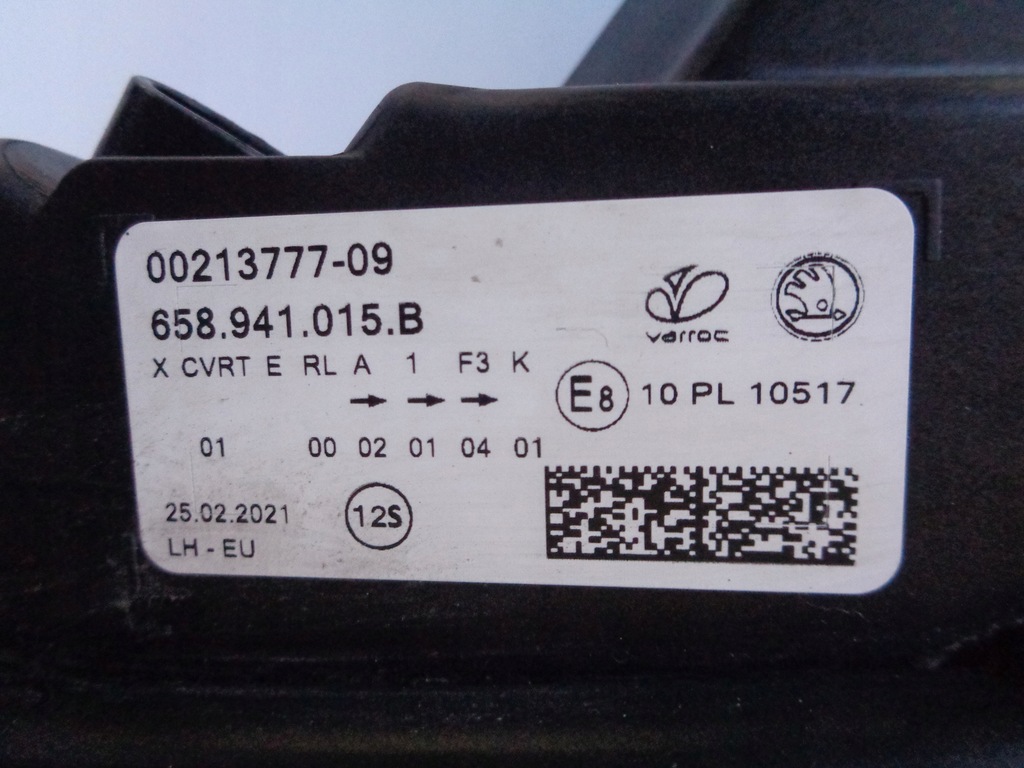 00213777-09
658.941.015.B
X CVRT E RL A 1 F3 K
→ → →
01 00 02 01 04 01
25.02.2021
LH - EU
12S
varroc
E8 10 PL 10517